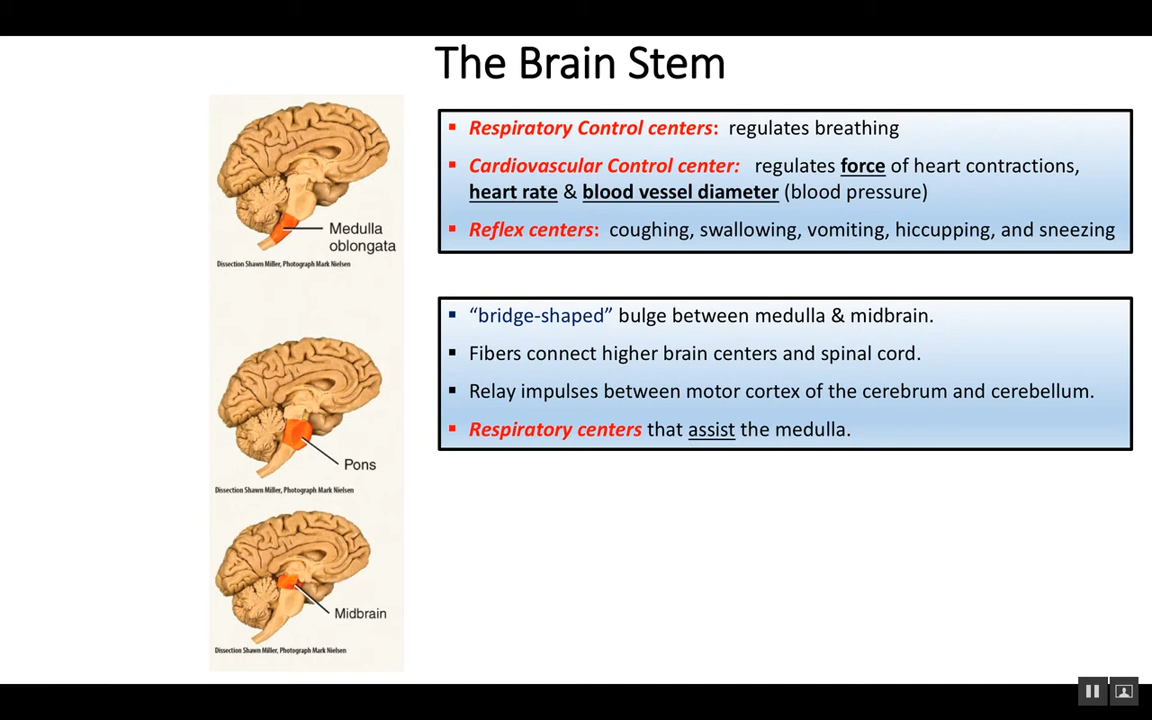 The Brain Stem
Respiratory Control centers: regulates breathing
Cardiovascular Control center: regulates force of heart contractions,
heart rate & blood vessel diameter (blood pressure)
Reflex centers: coughing, swallowing, vomiting, hiccupping, and sneezing
Medulla
oblongata
Dissection Shawn Miller, Photograph Mark Nielsen
"bridge-shaped" bulge between medulla & midbrain.
Fibers connect higher brain centers and spinal cord.
Relay impulses between motor cortex of the cerebrum and cerebellum.
Respiratory centers that assist the medulla.
Pons
Dissection Shawn Miller, Photograph Mark Nielsen
Midbrain
Dissection Shawn Miller, Photograph Mark Nielsen